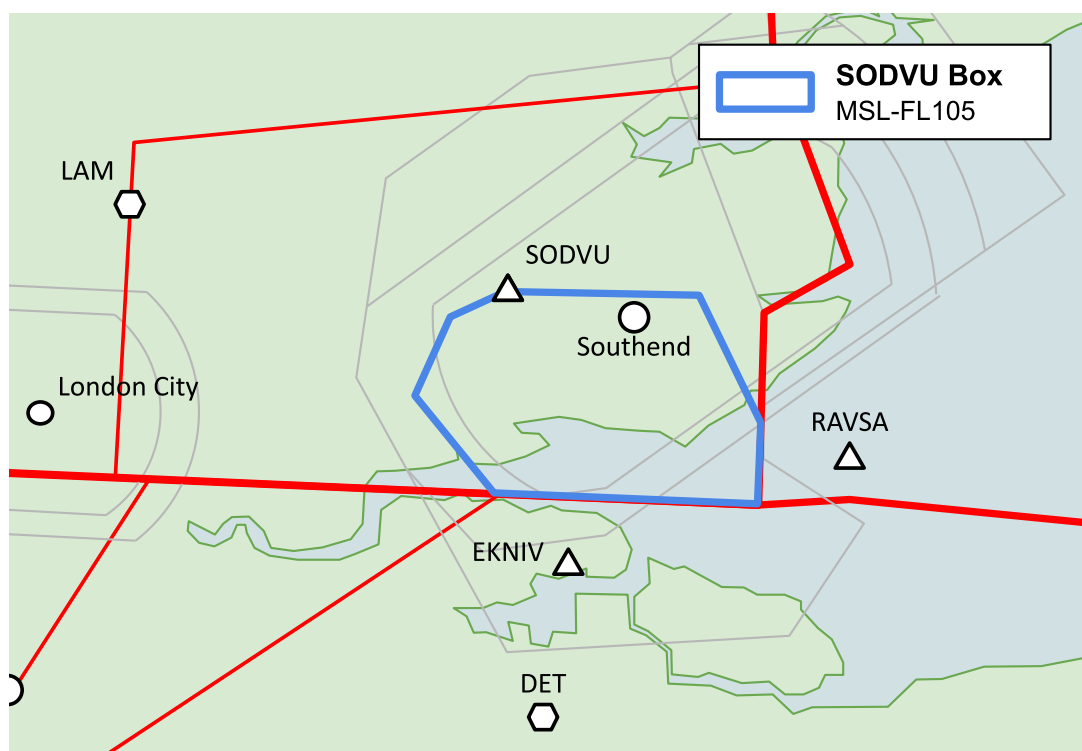 SODVU Box
MSL-FL105
LAM
SODVU
Southend
London City
RAVSA
EKNIV
DET